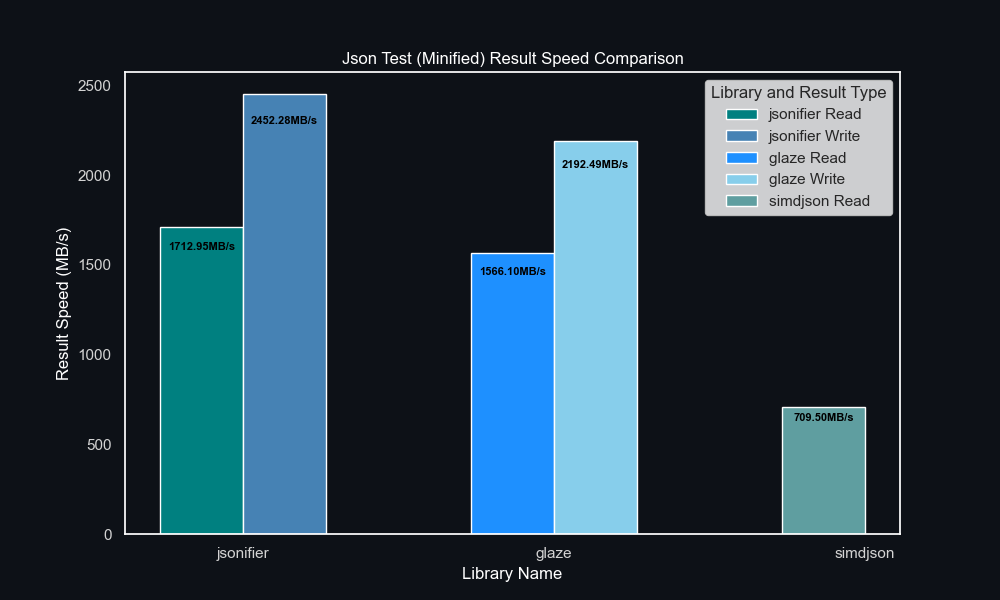 Json Test (Minified) Result Speed Comparison
Library and Result Type
jsonifier Read
jsonifier Write
glaze Read
glaze Write
simdjson Read
Result Speed (MB/s)
2500
2000
1500
1000
500
0
1712.95MB/s
2452.28MB/s
1566.10MB/s
2192.49MB/s
709.50MB/s
jsonifier
glaze
simdjson
Library Name